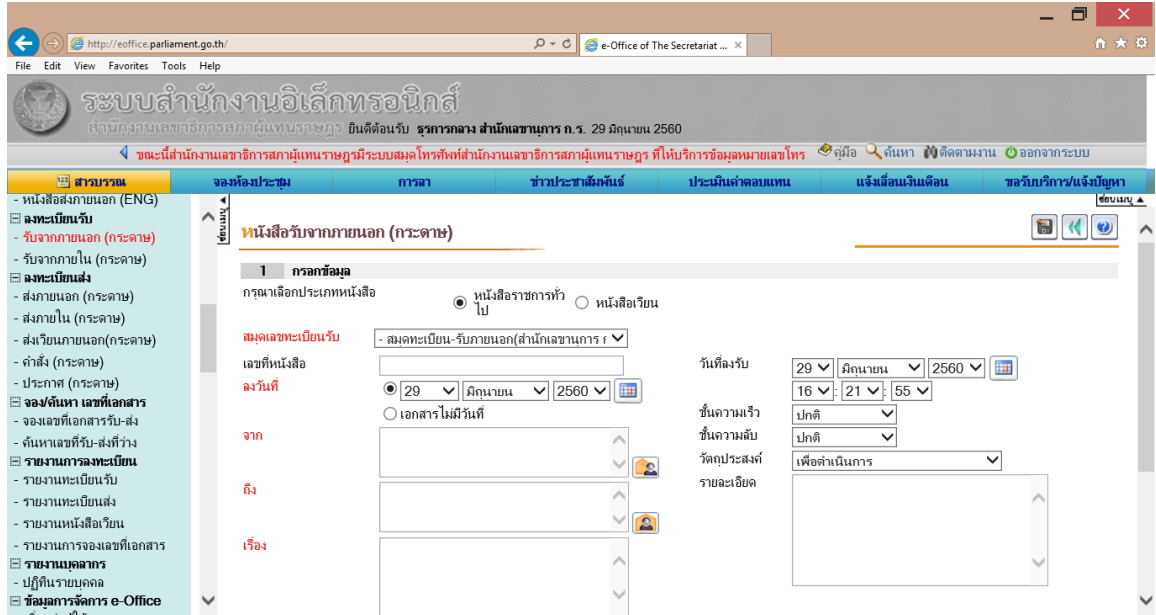 http://eoffice.parliament.go.th/
e-Office of The Secretariat ...
File Edit View Favorites Tools Help
ระบบสำนักงานอิเล็กทรอนิกส์
สำนักงานเลขาธิการสภาผู้แทนราษฎร ยินดีต้อนรับ ธุรการกลาง สำนักเลขานุการ ก.ร. 29 มิถุนายน 2560
ขณะนี้สำนักงานเลขาธิการสภาผู้แทนราษฎรมีระบบสมุดโทรศัพท์สำนักงานเลขาธิการสภาผู้แทนราษฎร ที่ให้บริการข้อมูลหมายเลขโทร คู่มือ ค้นหา ติดตามงาน ออกจากระบบ
สารบรรณ จองห้องประชุม การลา ข่าวประชาสัมพันธ์ ประเมินค่าตอบแทน แจ้งเลื่อนเงินเดือน ขอรับบริการ/แจ้งปัญหา
ซ่อนเมนู
ซ่อนเมนู
- หนังสือส่งภายนอก (ENG)
ลงทะเบียนรับ
- รับจากภายนอก (กระดาษ)
- รับจากภายใน (กระดาษ)
ลงทะเบียนส่ง
- ส่งภายนอก (กระดาษ)
- ส่งภายใน (กระดาษ)
- ส่งเวียนภายนอก(กระดาษ)
- คำสั่ง (กระดาษ)
- ประกาศ (กระดาษ)
จอง/ค้นหา เลขที่เอกสาร
- จองเลขที่เอกสารรับ-ส่ง
- ค้นหาเลขที่รับ-ส่งที่ว่าง
รายงานการลงทะเบียน
- รายงานทะเบียนรับ
- รายงานทะเบียนส่ง
- รายงานหนังสือเวียน
- รายงานการจองเลขที่เอกสาร
รายงานบุคลากร
- ปฏิทินรายบุคคล
ข้อมูลการจัดการ e-Office
หนังสือรับจากภายนอก (กระดาษ)
1 กรอกข้อมูล
กรุณาเลือกประเภทหนังสือ
หนังสือราชการทั่ว
ไป
หนังสือเวียน
สมุดเลขทะเบียนรับ - สมุดทะเบียน-รับภายนอก(สำนักเลขานุการ ก
เลขที่หนังสือ
ลงวันที่ 29 มิถุนายน 2560
เอกสารไม่มีวันที่
จาก
ถึง
เรื่อง
วันที่ลงรับ 29 มิถุนายน 2560
16 : 21 : 55
ชั้นความเร็ว ปกติ
ชั้นความลับ ปกติ
วัตถุประสงค์ เพื่อดำเนินการ
รายละเอียด